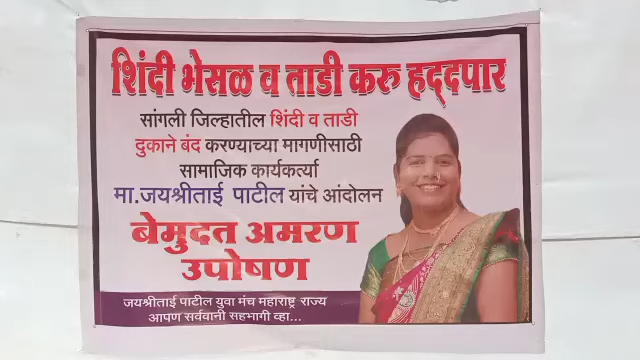 शिंदी भेसळ व ताडी करू हद्दपार
सांगली जिल्हातील शिंदी व ताडी
दुकाने बंद करण्याच्या मागणीसाठी
सामाजिक कार्यकर्त्या
मा.जयश्रीताई पाटील यांचे आंदोलन
बेमुदत अमरण
उपोषण
जयश्रीताई पाटील युवा मंच महाराष्ट्र राज्य
आपण सर्ववानी सहभागी व्हा...